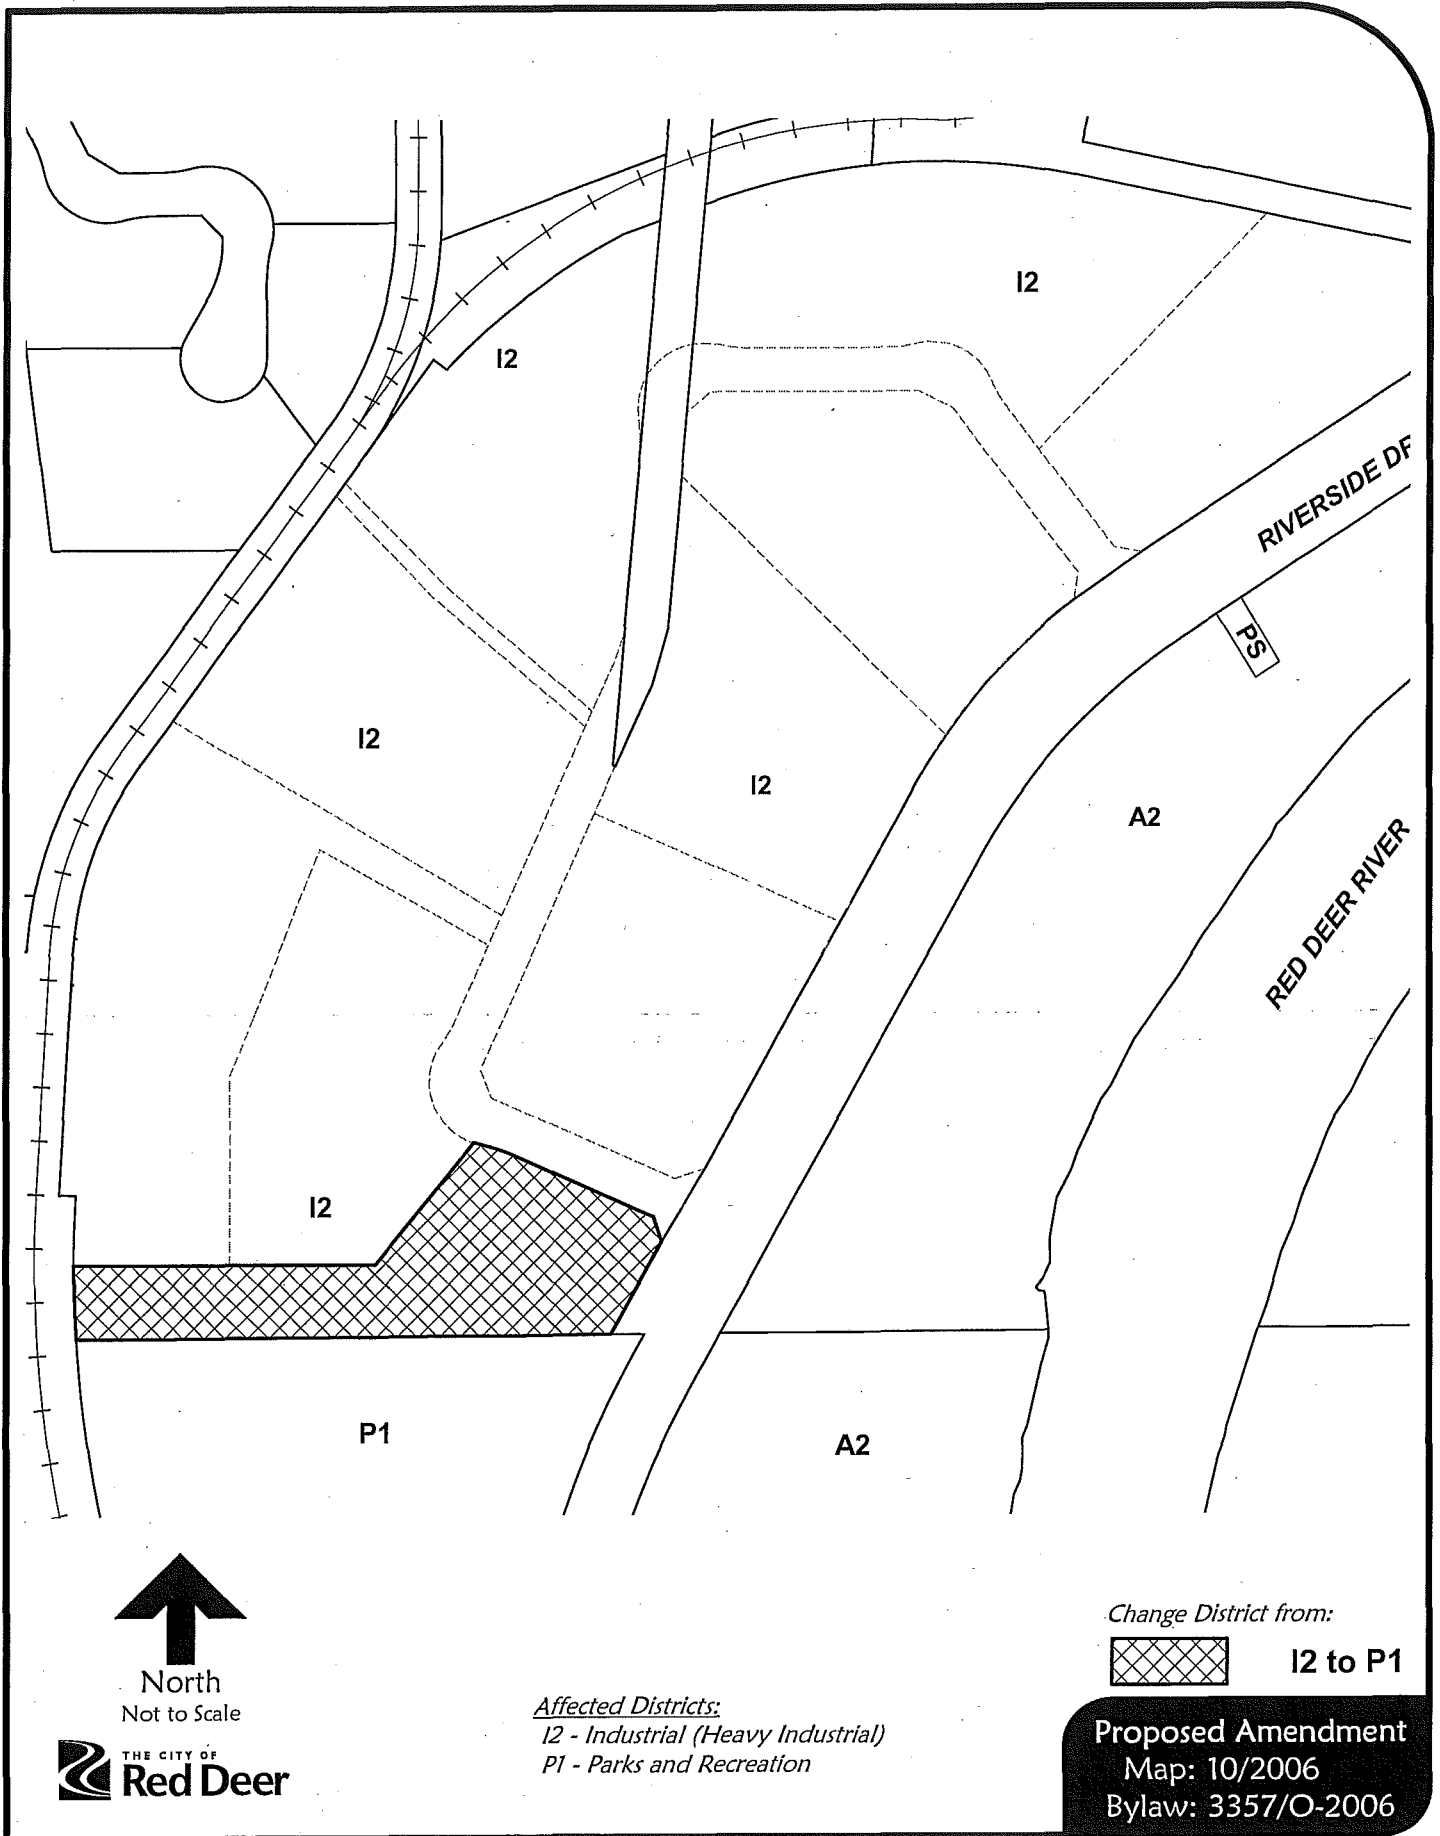 I2
I2
RIVERSIDE DR
PS
I2
I2
A2
RED DEER RIVER
I2
P1
A2
North
Not to Scale
THE CITY OF
Red Deer
Affected Districts:
I2 - Industrial (Heavy Industrial)
P1 - Parks and Recreation
Change District from:
I2 to P1
Proposed Amendment
Map: 10/2006
Bylaw: 3357/O-2006